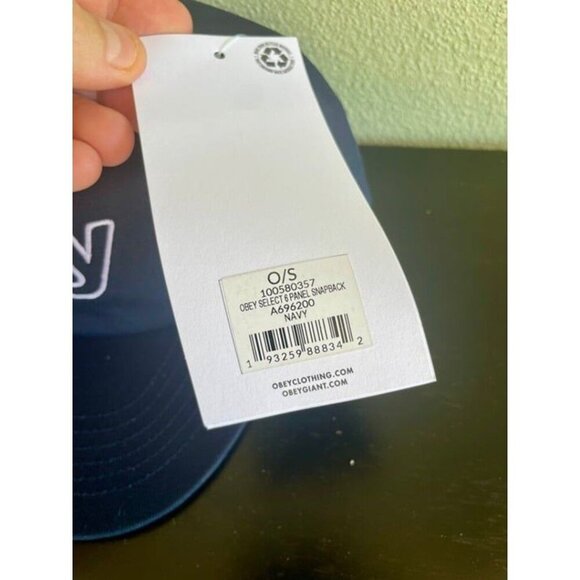 y
O/S
100580357
OBEY SELECT 6 PANEL SNAPBACK
A696200
NAVY
1 93259 88834 2
OBEYCLOTHING.COM
OBEYGIANT.COM